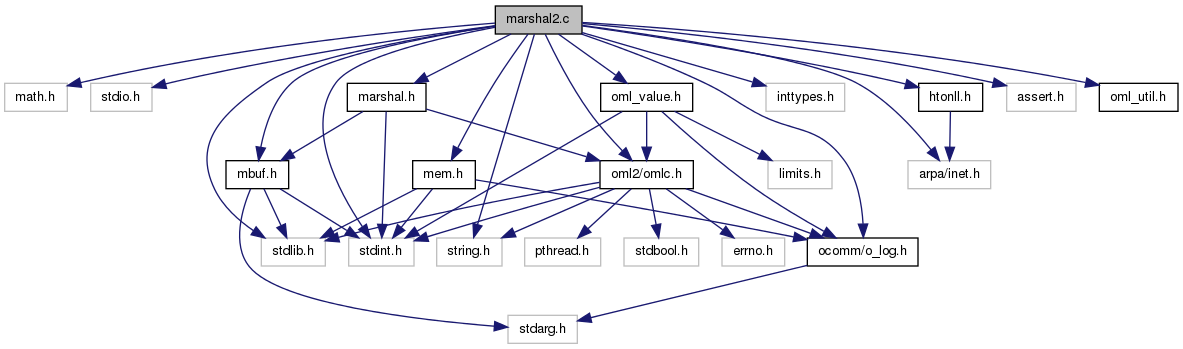 marshal2.c
math.h
stdio.h
marshal.h
oml_value.h
inttypes.h
htonll.h
assert.h
oml_util.h
mbuf.h
mem.h
oml2/omlc.h
limits.h
arpa/inet.h
stdlib.h
stdint.h
string.h
pthread.h
stdbool.h
errno.h
ocomm/o_log.h
stdarg.h